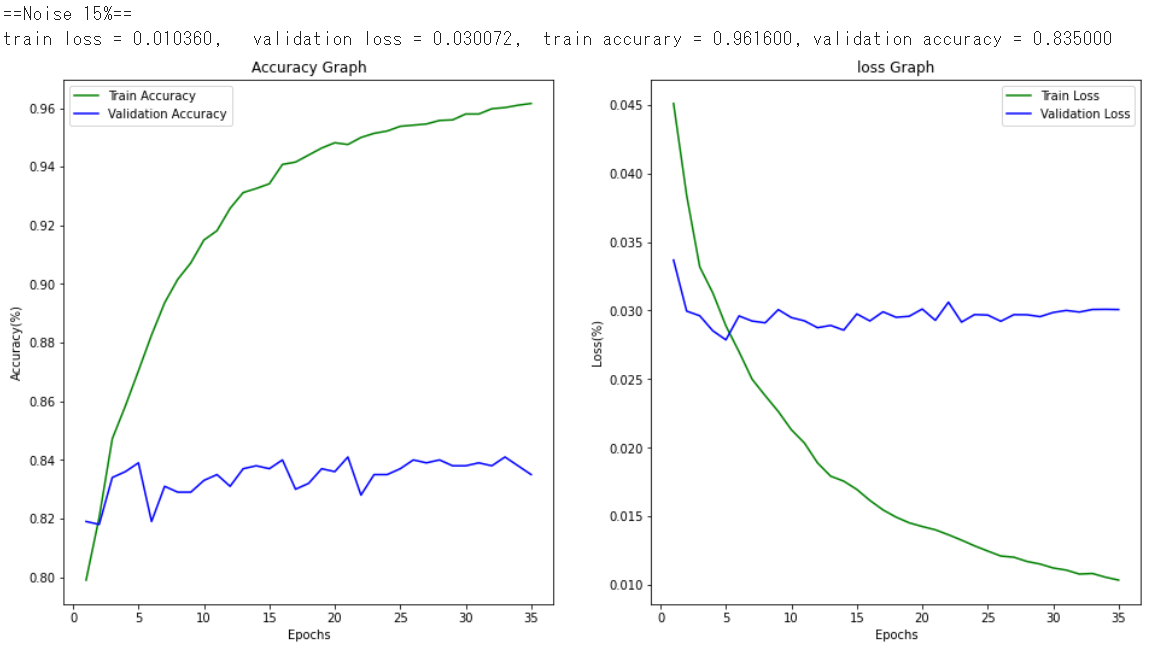 ==Noise 15%==
train loss = 0.010360,   validation loss = 0.030072,  train accurary = 0.961600, validation accuracy = 0.835000
Accuracy Graph
Train Accuracy
Validation Accuracy
0.96
0.94
0.92
0.90
0.88
0.86
0.84
0.82
0.80
Accuracy(%)
0 5 10 15 20 25 30 35
Epochs
loss Graph
Train Loss
Validation Loss
0.045
0.040
0.035
0.030
0.025
0.020
0.015
0.010
Loss(%)
0 5 10 15 20 25 30 35
Epochs